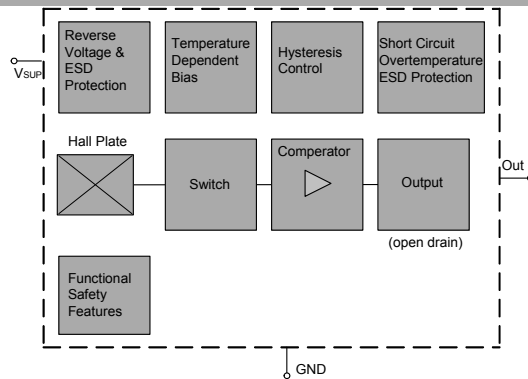 Reverse
Voltage &
ESD
Protection
Temperature
Dependent
Bias
Hysteresis
Control
Short Circuit
Overtemperature
ESD Protection
VSUP
Hall Plate
Switch
Comperator
Output
Out
(open drain)
Functional
Safety
Features
GND